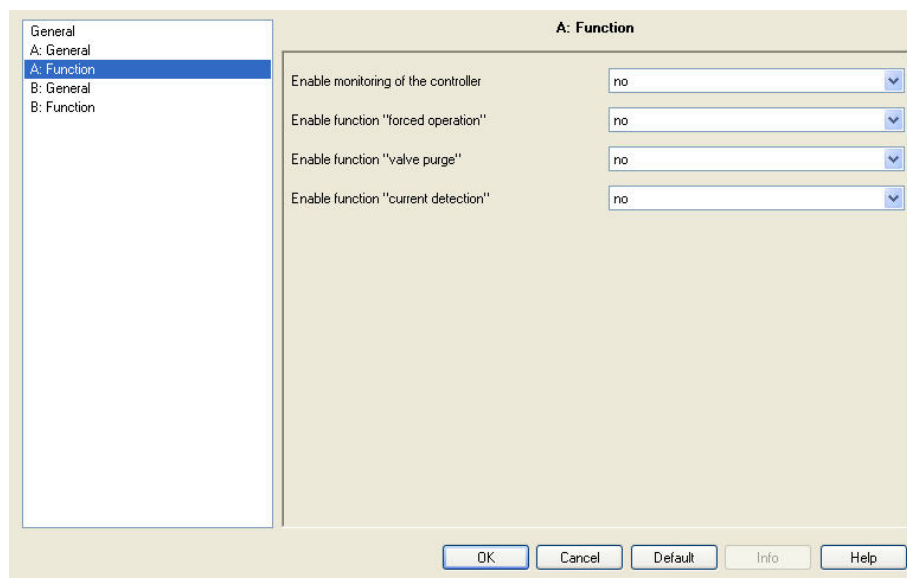 General
A: General
A: Function
B: General
B: Function
A: Function
Enable monitoring of the controller no
Enable function "forced operation" no
Enable function "valve purge" no
Enable function "current detection" no
OK Cancel Default Info Help